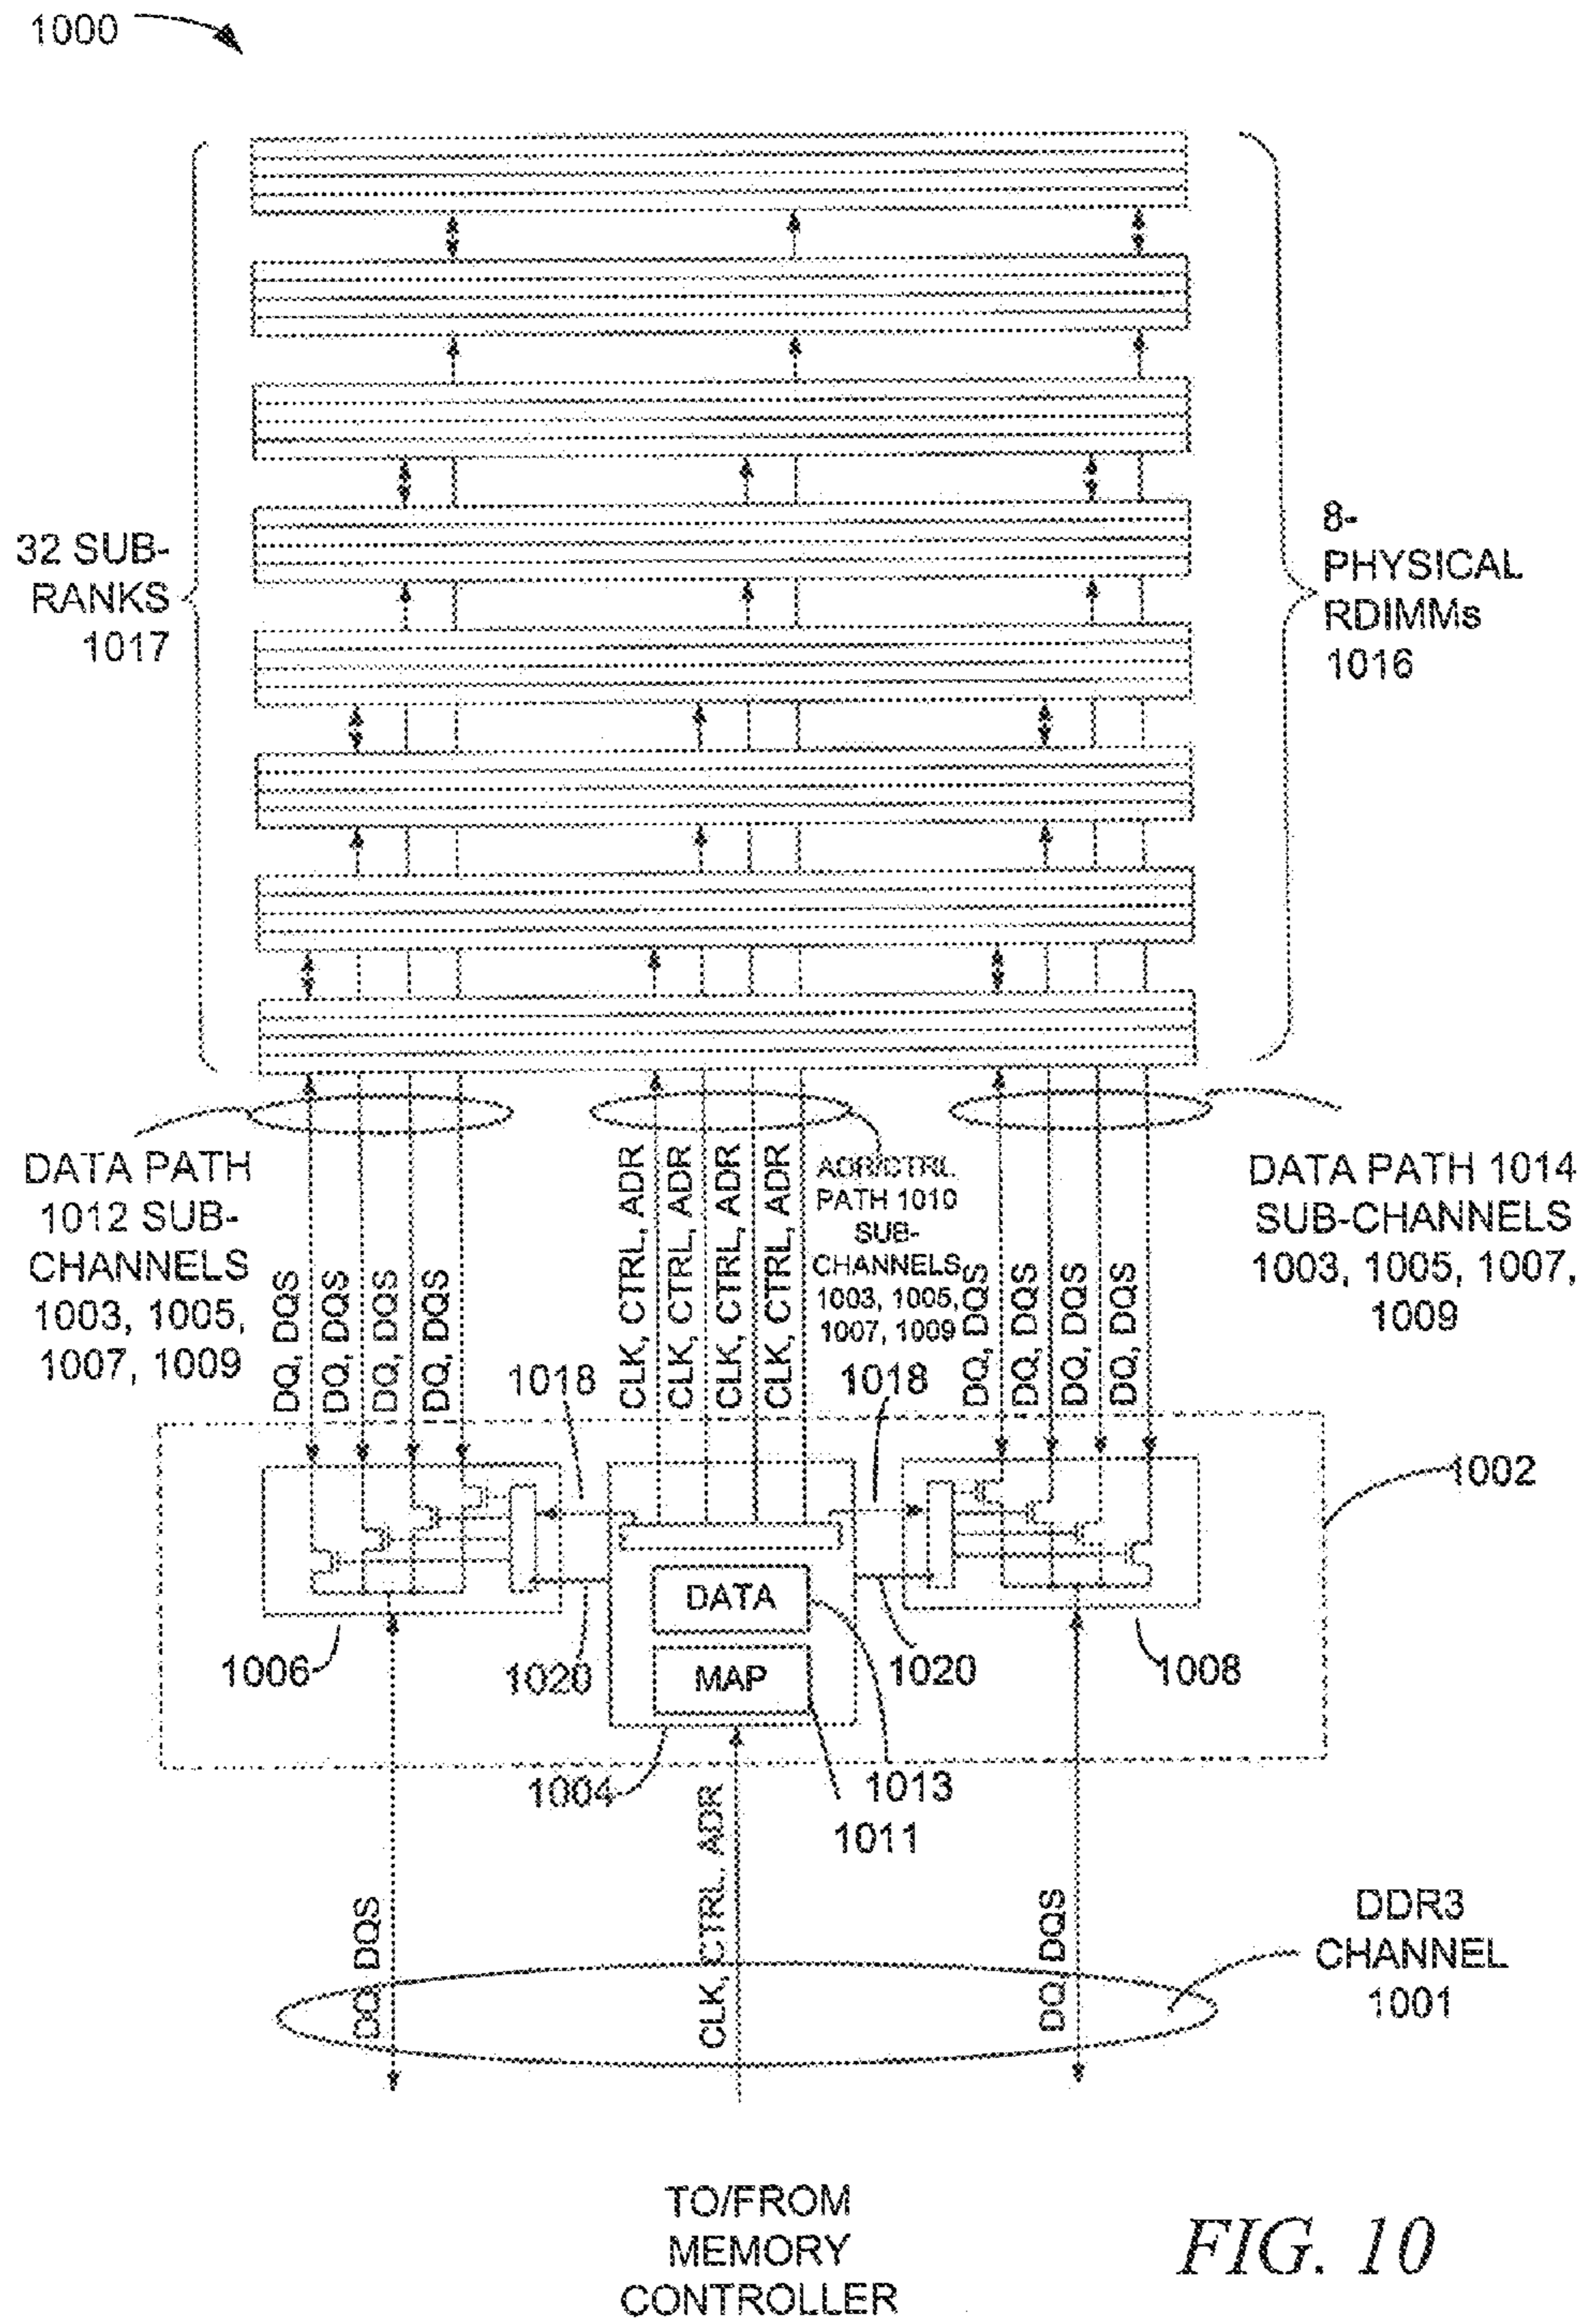 1000
32 SUB-
RANKS
1017
8-
PHYSICAL
RDIMMs
1016
DATA PATH
1012 SUB-
CHANNELS
1003, 1005,
1007, 1009
DQ, DQS
DQ, DQS
DQ, DQS
DQ, DQS
1018
CLK, CTRL, ADR
CLK, CTRL, ADR
CLK, CTRL, ADR
CLK, CTRL, ADR
ADR/CTRL
PATH 1010
SUB-
CHANNELS
1003, 1005,
1007, 1009
1018
DQ, DQS
DQ, DQS
DQ, DQS
DQ, DQS
DATA PATH 1014
SUB-CHANNELS
1003, 1005, 1007,
1009
1002
DATA
MAP
1006
1020
1020
1008
1004
1013
1011
DQ, DQS
CLK, CTRL, ADR
DQ, DQS
DDR3
CHANNEL
1001
TO/FROM
MEMORY
CONTROLLER
FIG. 10